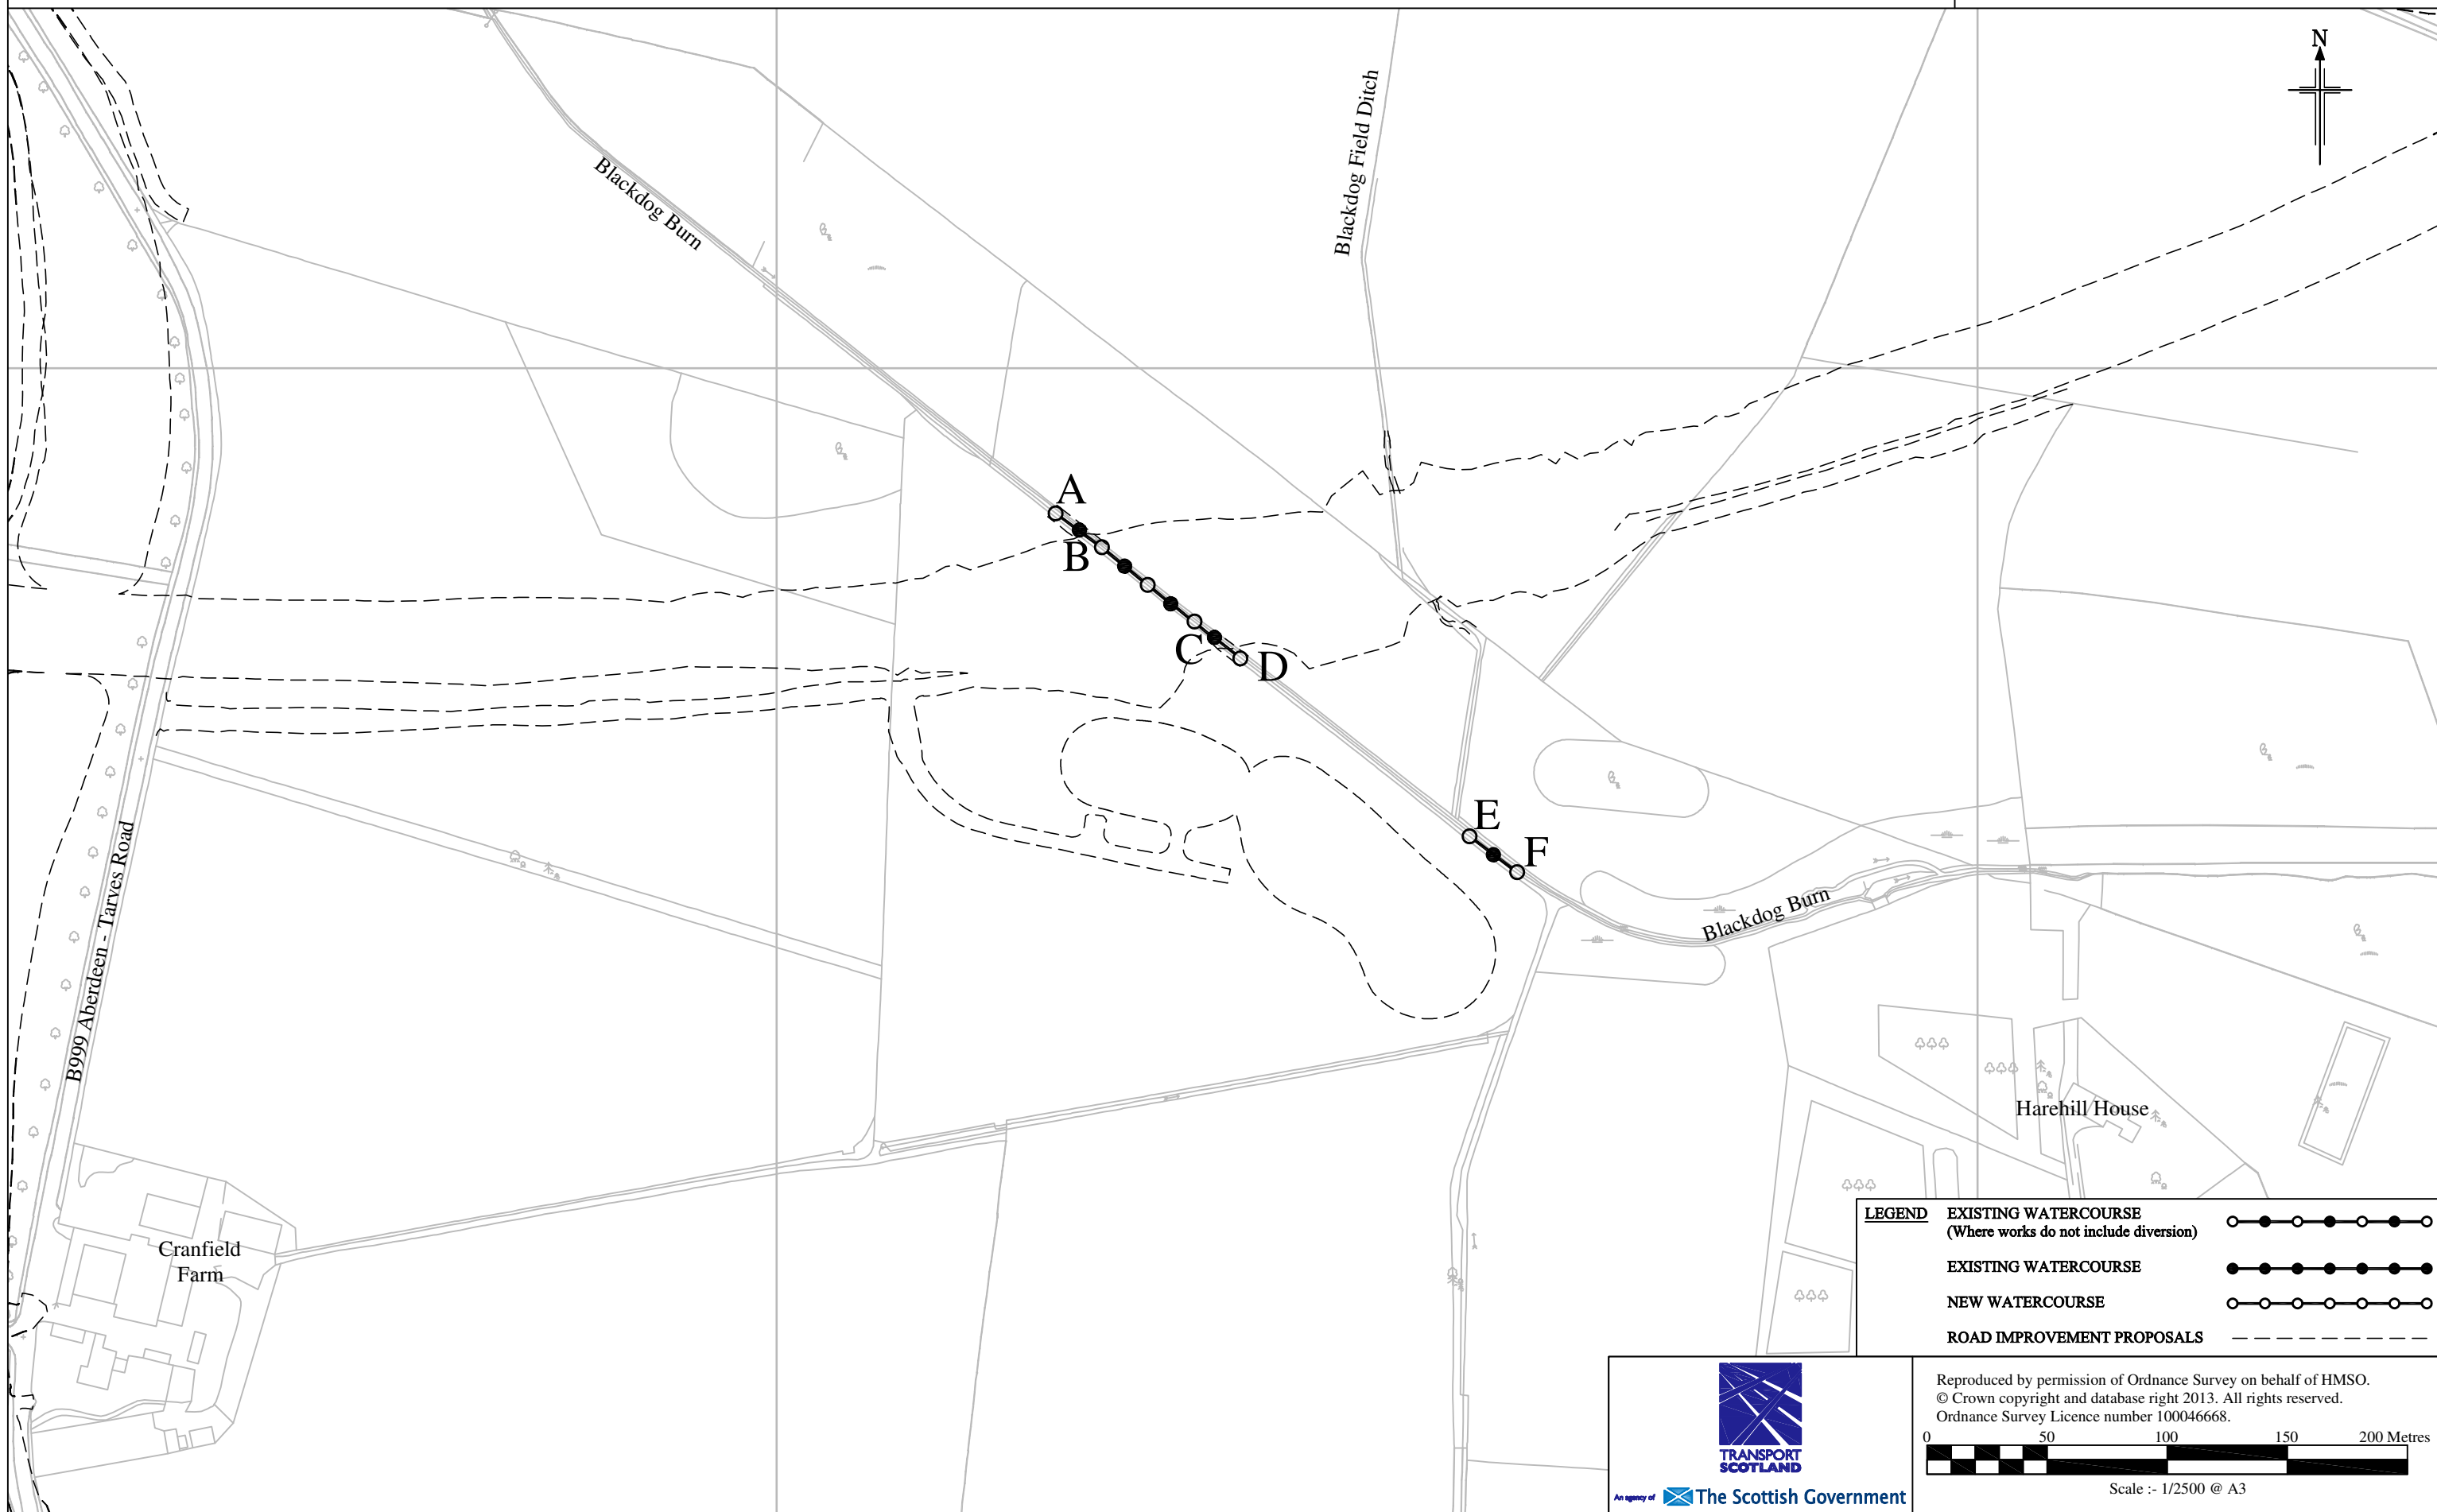 N
Blackdog Burn
Blackdog Field Ditch
A
B
C
D
E
F
Blackdog Burn
B999 Aberdeen - Tarves Road
Harehill House
Cranfield
Farm
LEGEND
EXISTING WATERCOURSE
(Where works do not include diversion)
EXISTING WATERCOURSE
NEW WATERCOURSE
ROAD IMPROVEMENT PROPOSALS
TRANSPORT
SCOTLAND
An agency of The Scottish Government
Reproduced by permission of Ordnance Survey on behalf of HMSO.
© Crown copyright and database right 2013. All rights reserved.
Ordnance Survey Licence number 100046668.
0 50 100 150 200 Metres
Scale :- 1/2500 @ A3